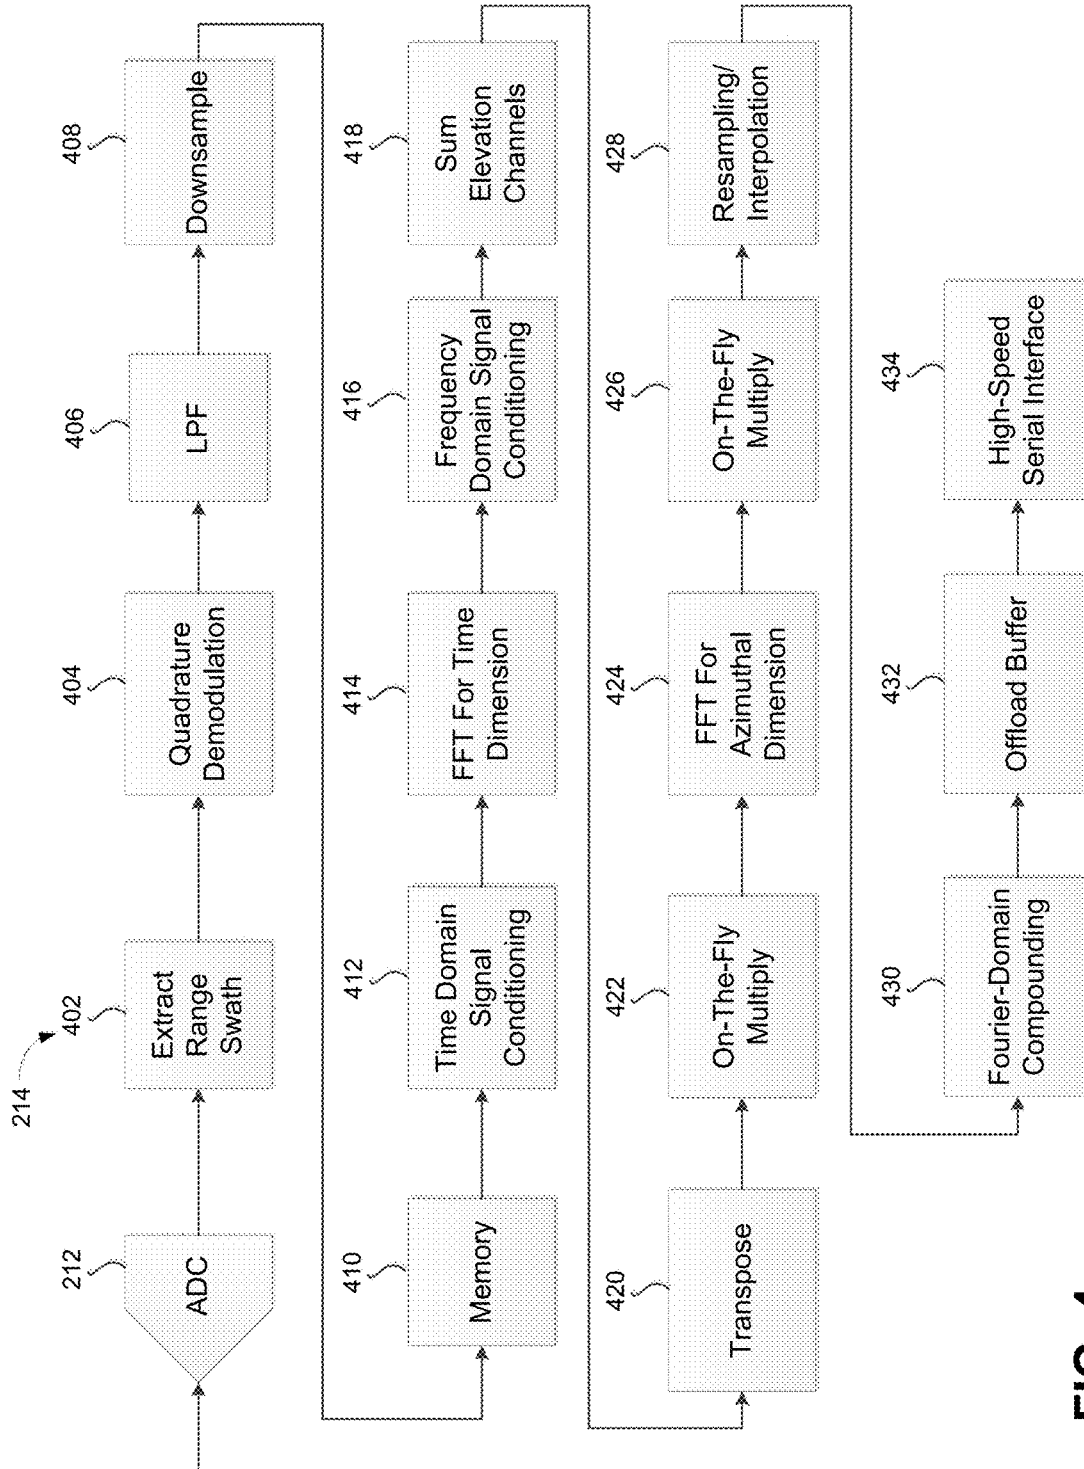 214
212
ADC
402
Extract
Range
Swath
404
Quadrature
Demodulation
406
LPF
408
Downsample
410
Memory
412
Time Domain
Signal
Conditioning
414
FFT For Time
Dimension
416
Frequency
Domain Signal
Conditioning
418
Sum
Elevation
Channels
420
Transpose
422
On-The-Fly
Multiply
424
FFT For
Azimuthal
Dimension
426
On-The-Fly
Multiply
428
Resampling/
Interpolation
430
Fourier-Domain
Compounding
432
Offload Buffer
434
High-Speed
Serial Interface